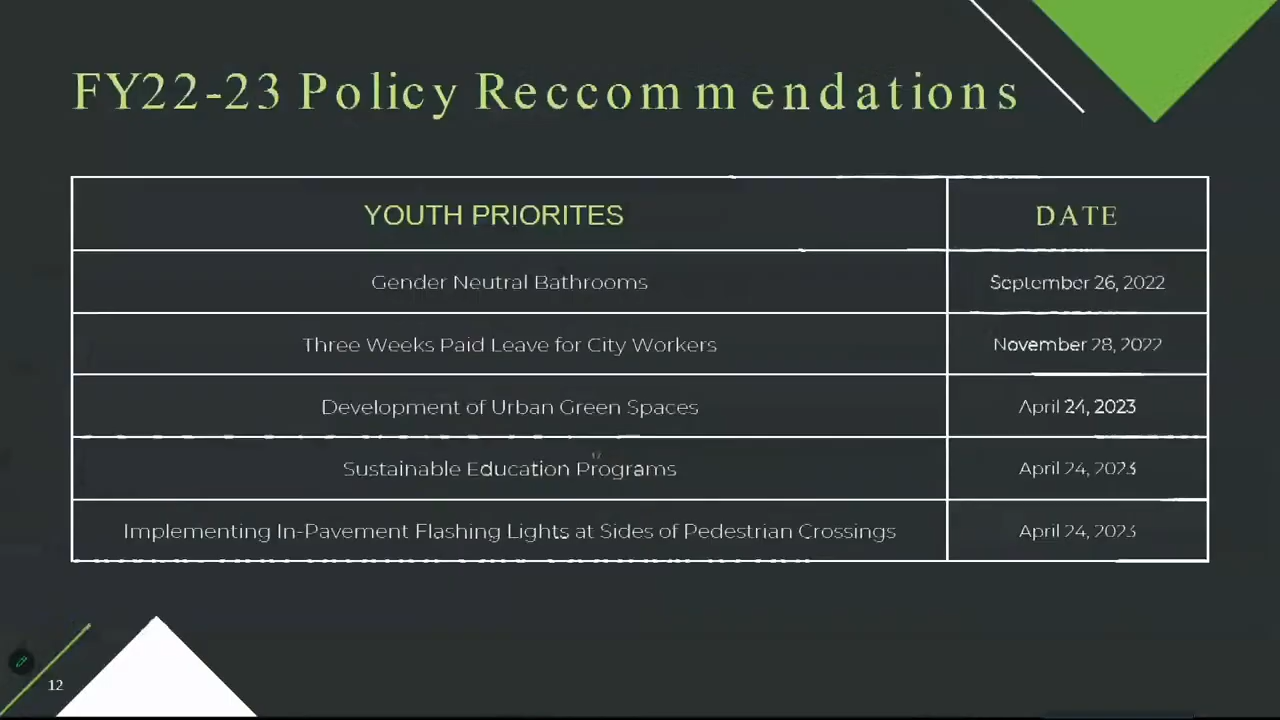 FY22-23 Policy Reccommendations
YOUTH PRIORITES
DATE
Gender Neutral Bathrooms
September 26, 2022
Three Weeks Paid Leave for City Workers
November 28, 2022
Development of Urban Green Spaces
April 24, 2023
Sustainable Education Programs
April 24, 2023
Implementing In-Pavement Flashing Lights at Sides of Pedestrian Crossings
April 24, 2023
12